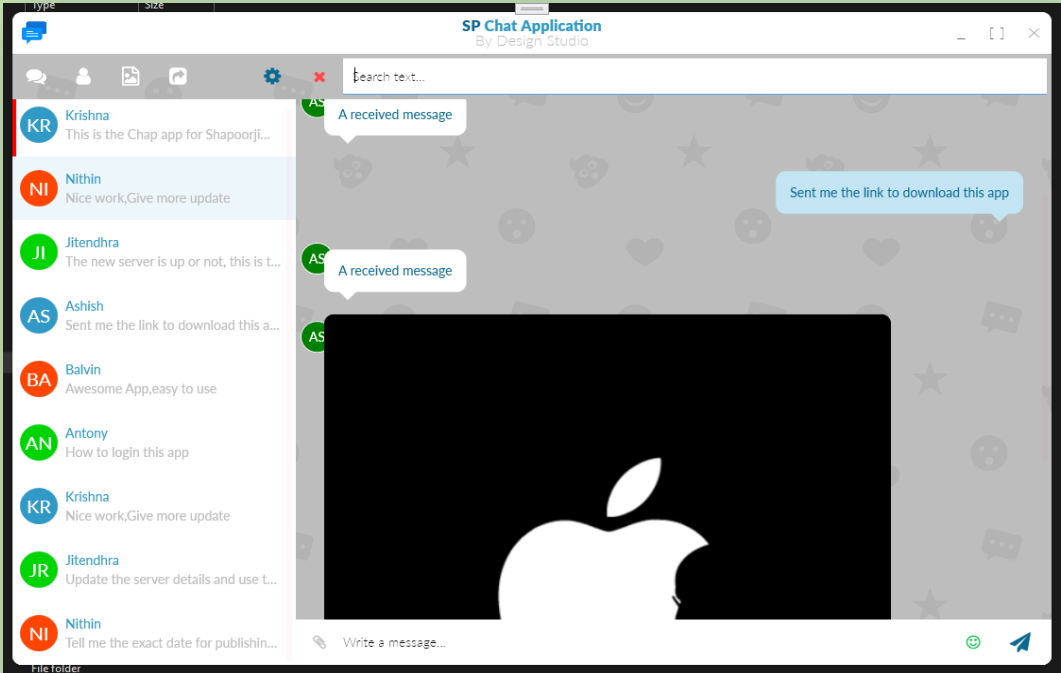 Type
Size
SP Chat Application
By Design Studio
Search text...
KR
Krishna
This is the Chap app for Shapoorji...
NI
Nithin
Nice work,Give more update
JI
Jitendhra
The new server is up or not, this is t...
AS
Ashish
Sent me the link to download this a...
BA
Balvin
Awesome App,easy to use
AN
Antony
How to login this app
KR
Krishna
Nice work,Give more update
JR
Jitendhra
Update the server details and use t...
NI
Nithin
Tell me the exact date for publishin...
AS
A received message
Sent me the link to download this app
AS
A received message
AS
Write a message...
File folder